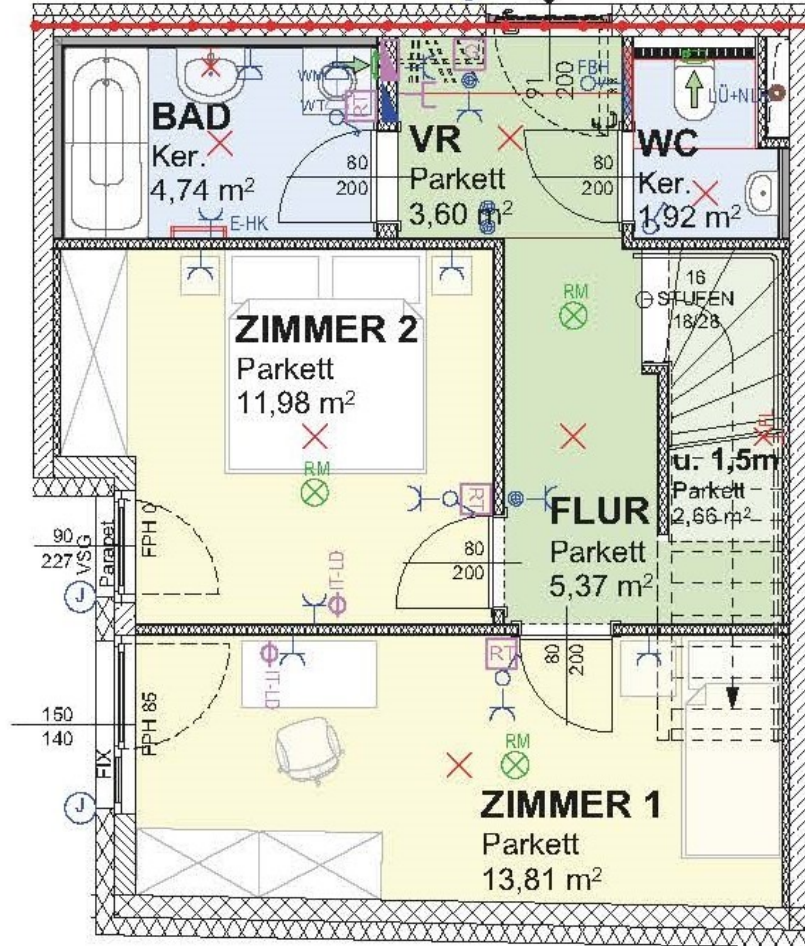 WM
WT
RT
BAD
Ker.
4,74 m²
80
200
E-HK
VR
Parkett
3,60 m²
91
200
FBH
80
200
WC
Ker.
1,92 m²
LÜ+NL
ZIMMER 2
Parkett
11,98 m²
RM
RT
IT-LD
80
200
RM
16
STUFEN
18/28
u. 1,5m
Parkett
2,66 m²
FLUR
Parkett
5,37 m²
90
227
VSG
Parapet
FPH 0
J
RT
80
200
IT-LD
150
140
FPH 85
FIX
J
RM
ZIMMER 1
Parkett
13,81 m²